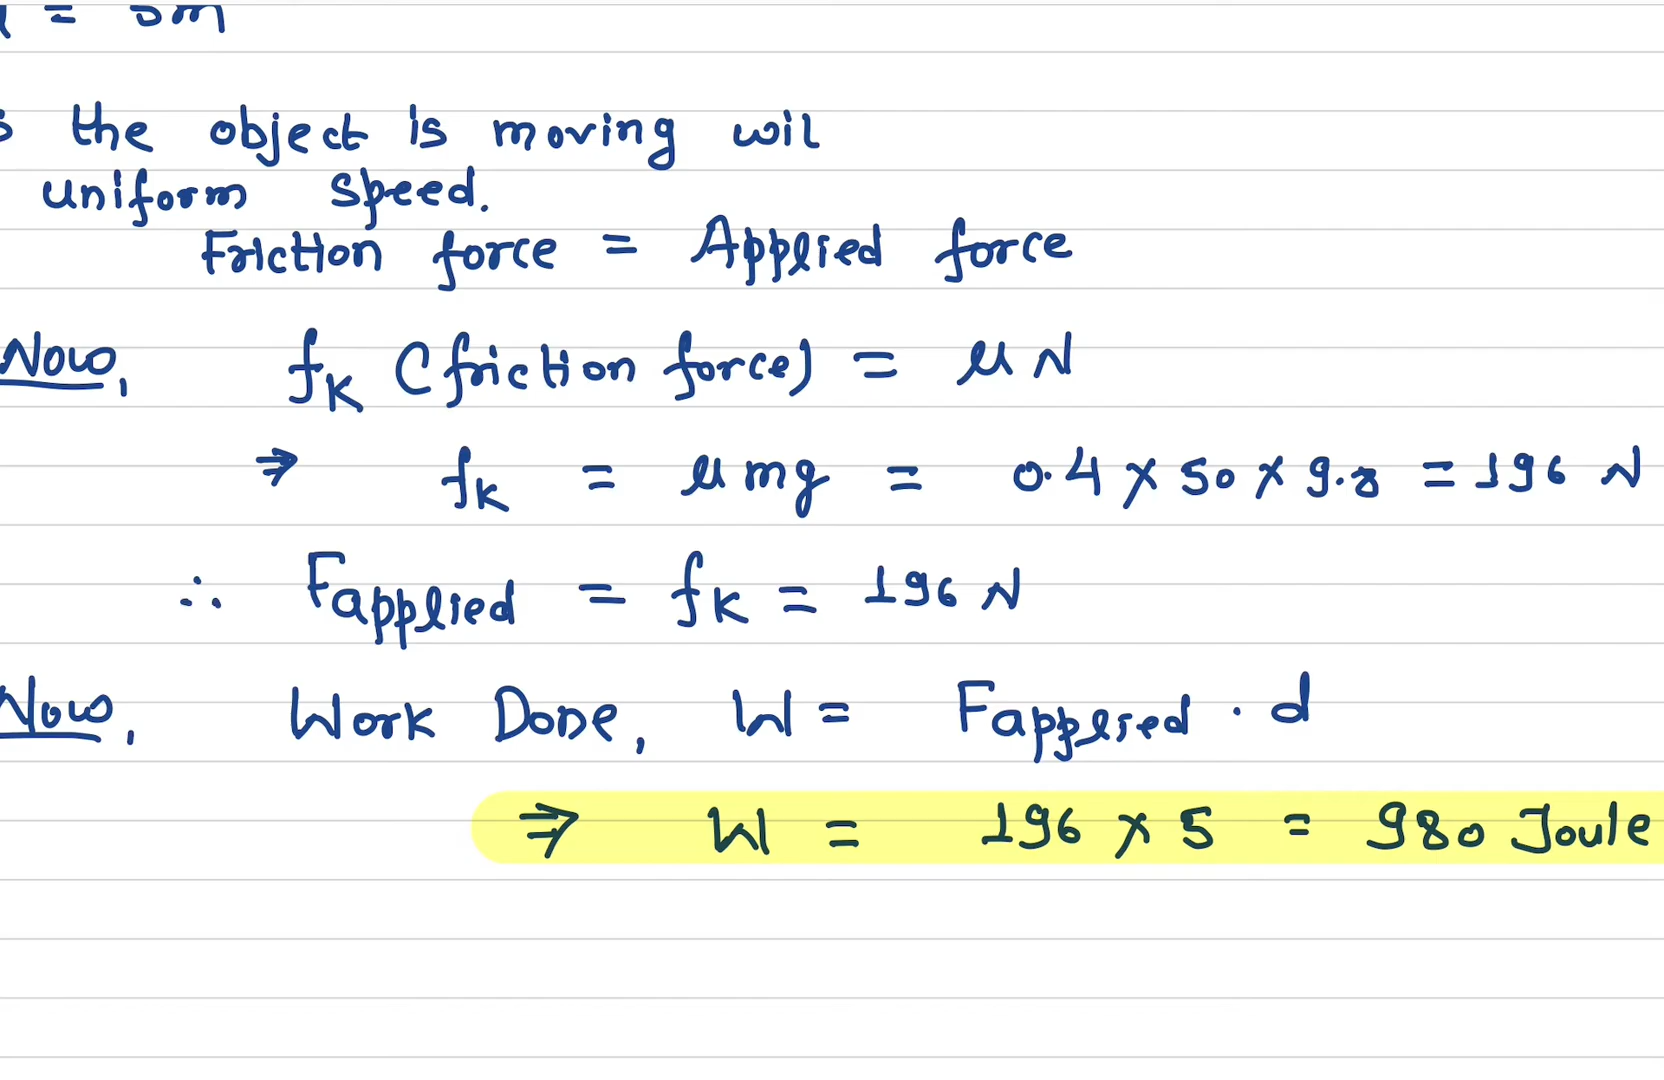 = 5m
the object is moving wil
uniform speed.
Friction force = Applied force
Now, fK (friction force) = μN
⇒ fK = μmg = 0.4 × 50 × 9.8 = 196 N
∴ Fapplied = fK = 196 N
Now, Work Done, W = Fapplied · d
⇒ W = 196 × 5 = 980 Joule